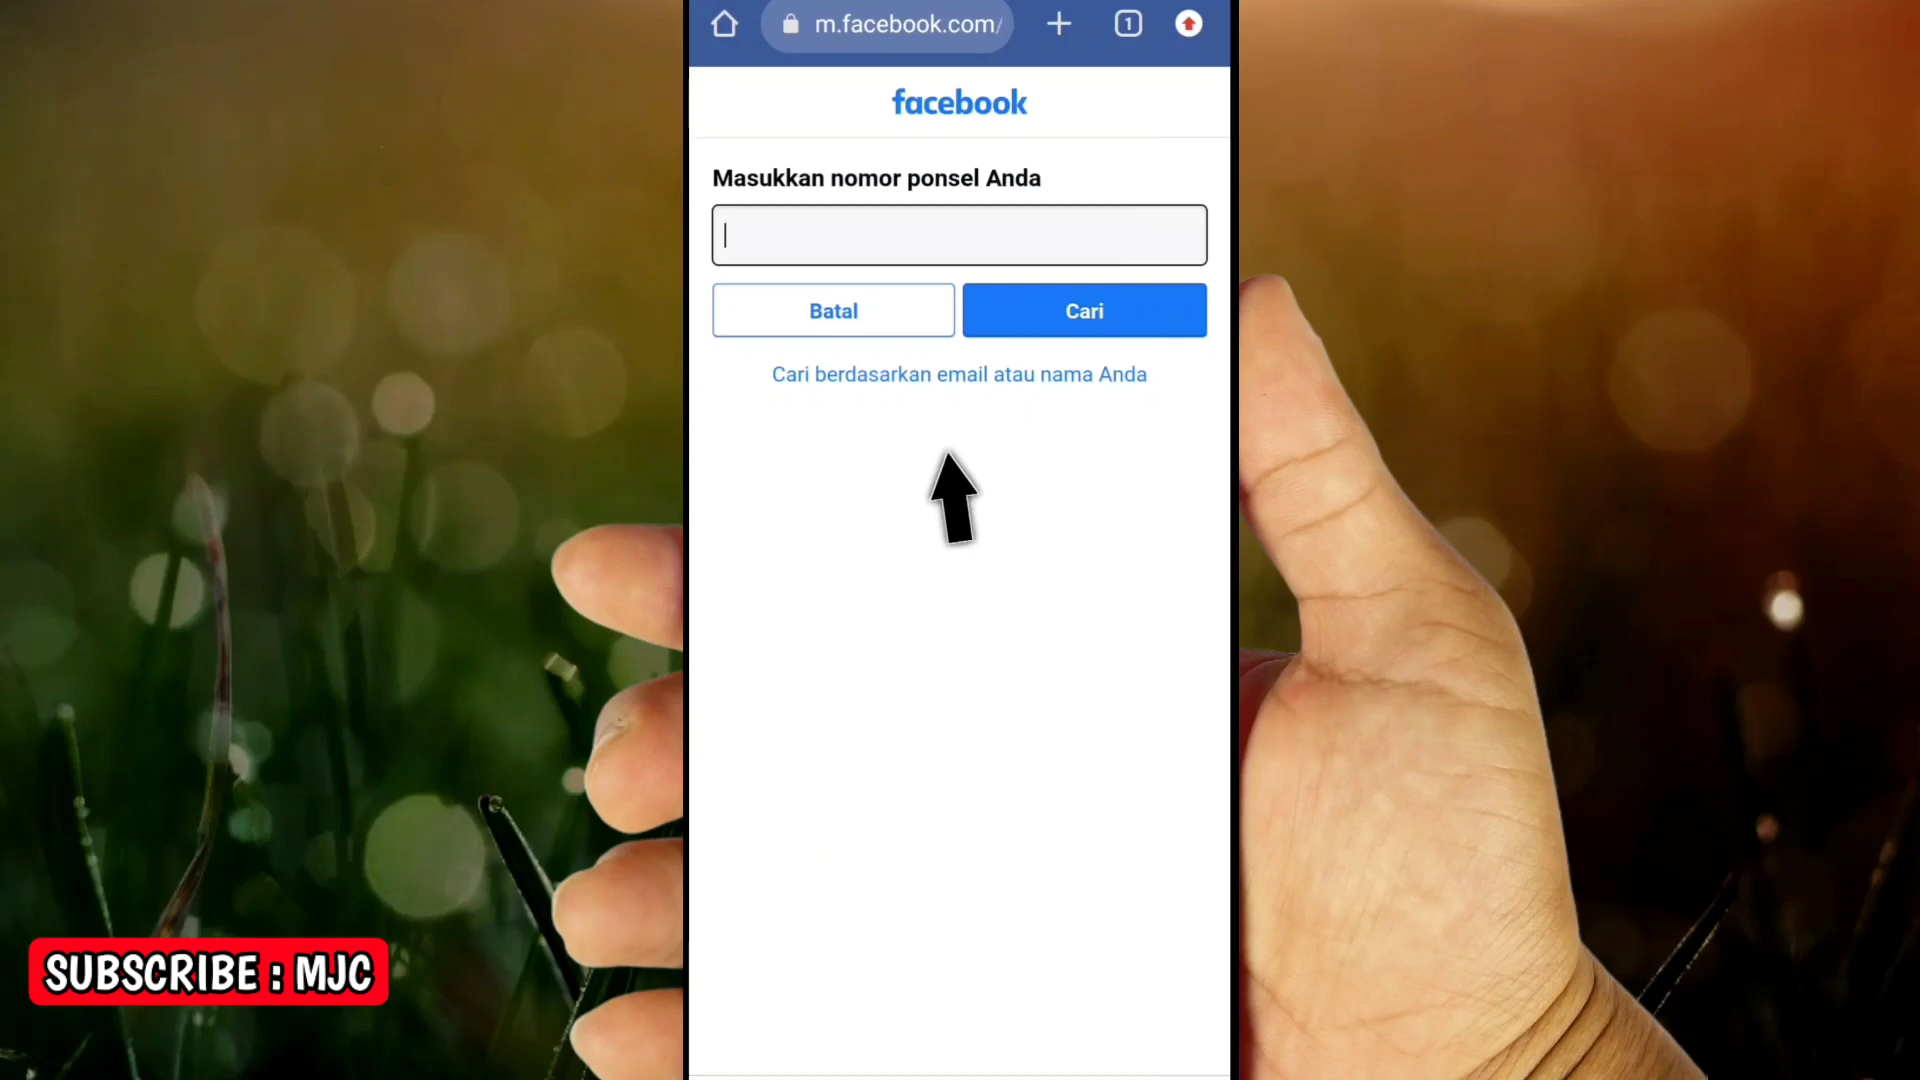 m.facebook.com/
1
facebook
Masukkan nomor ponsel Anda
Batal
Cari
Cari berdasarkan email atau nama Anda
SUBSCRIBE : MJC